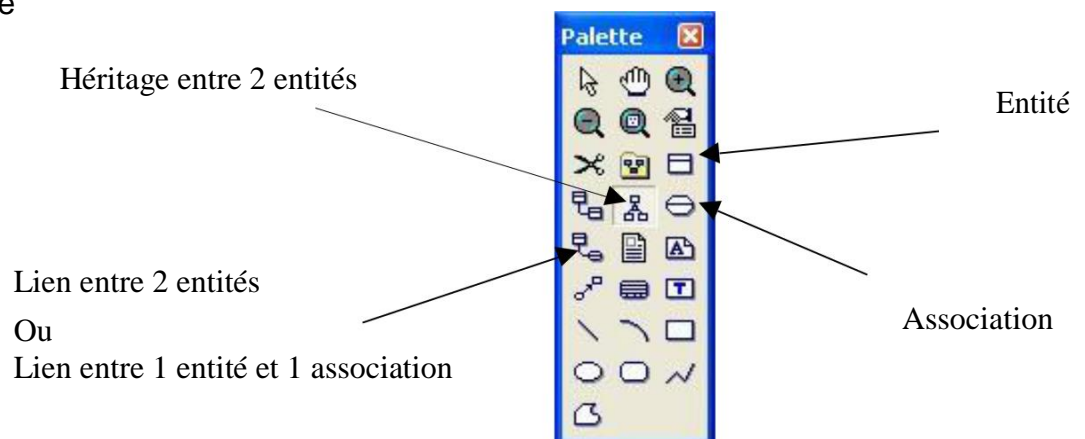 e
Palette
Héritage entre 2 entités
Entité
Lien entre 2 entités
Ou
Lien entre 1 entité et 1 association
Association
A
T